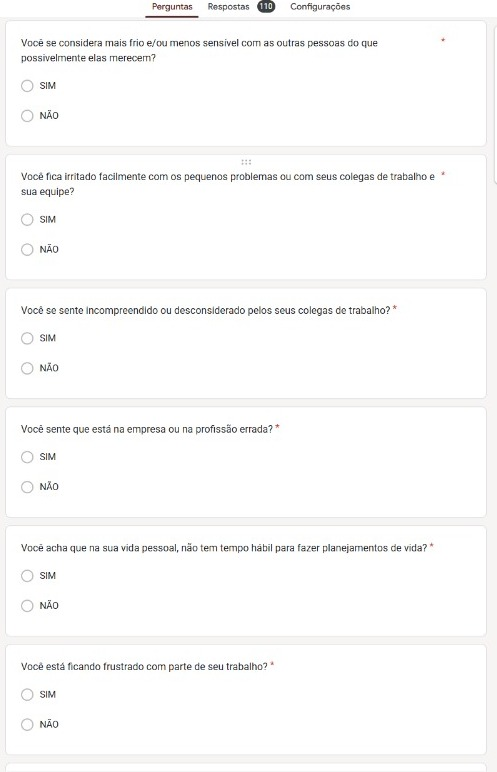 Perguntas Respostas 110 Configurações
Você se considera mais frio e/ou menos sensível com as outras pessoas do que *
possivelmente elas merecem?
SIM
NÃO
Você fica irritado facilmente com os pequenos problemas ou com seus colegas de trabalho e *
sua equipe?
SIM
NÃO
Você se sente incompreendido ou desconsiderado pelos seus colegas de trabalho? *
SIM
NÃO
Você sente que está na empresa ou na profissão errada? *
SIM
NÃO
Você acha que na sua vida pessoal, não tem tempo hábil para fazer planejamentos de vida? *
SIM
NÃO
Você está ficando frustrado com parte de seu trabalho? *
SIM
NÃO